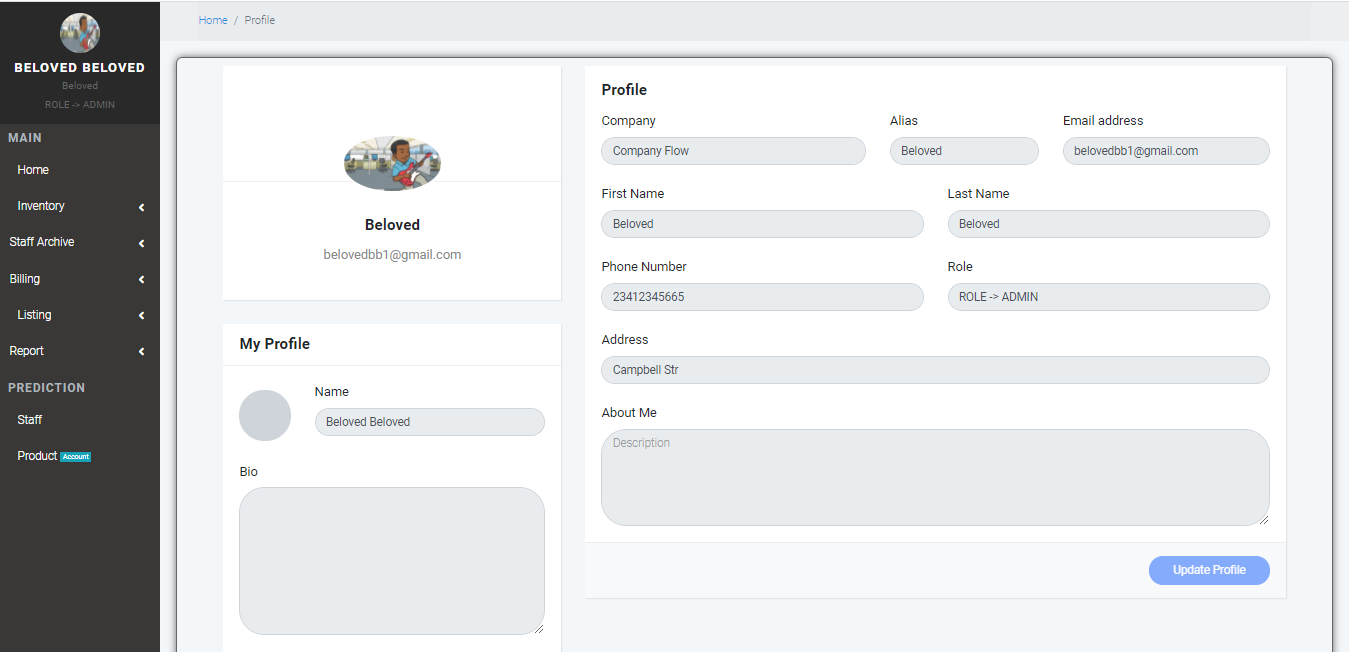 BELOVED BELOVED
Beloved
ROLE -> ADMIN
MAIN
Home
Inventory
Staff Archive
Billing
Listing
Report
PREDICTION
Staff
Product Account
Home / Profile
Beloved
belovedbb1@gmail.com
My Profile
Name
Beloved Beloved
Bio
Profile
Company Alias Email address
Company Flow Beloved belovedbb1@gmail.com
First Name Last Name
Beloved Beloved
Phone Number Role
23412345665 ROLE -> ADMIN
Address
Campbell Str
About Me
Description
Update Profile